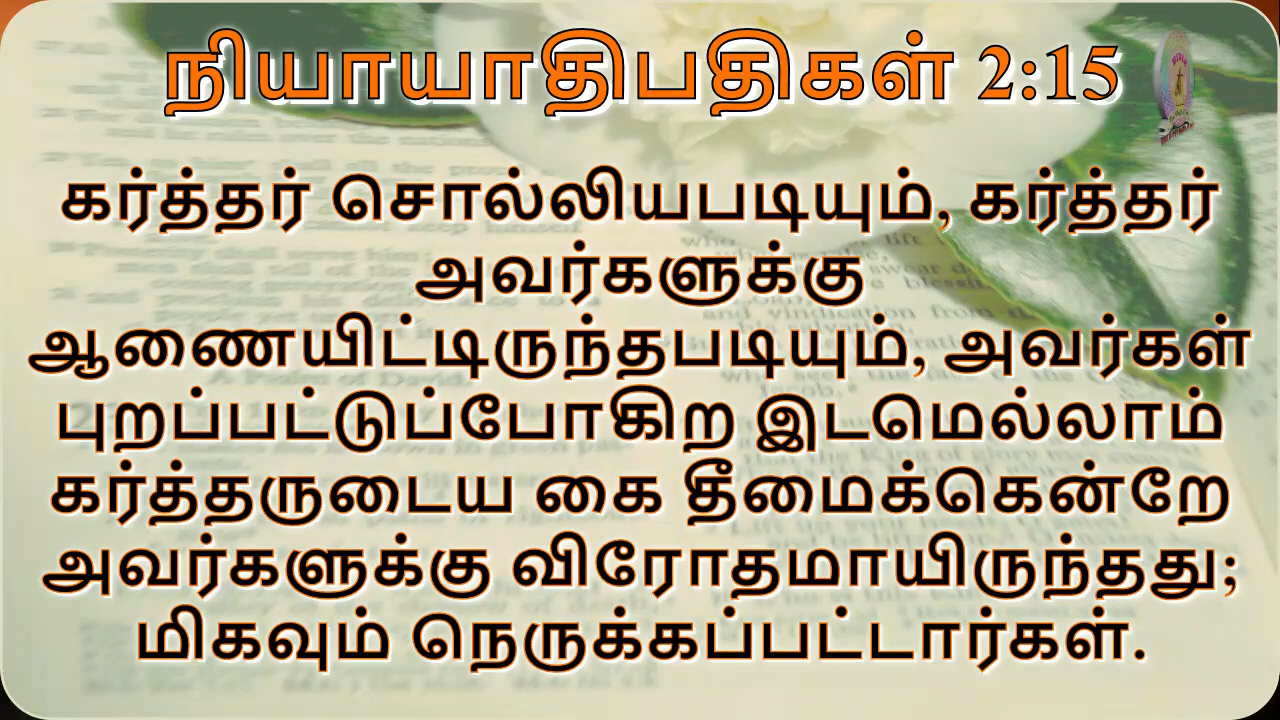 நியாயாதிபதிகள் 2:15
கர்த்தர் சொல்லியபடியும், கர்த்தர்
அவர்களுக்கு
ஆணையிட்டிருந்தபடியும், அவர்கள்
புறப்பட்டுப்போகிற இடமெல்லாம்
கர்த்தருடைய கை தீமைக்கென்றே
அவர்களுக்கு விரோதமாயிருந்தது;
மிகவும் நெருக்கப்பட்டார்கள்.